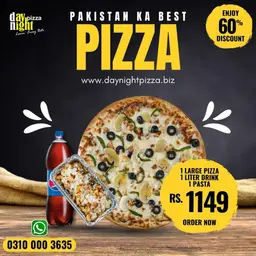 day pizza
night
PAKISTAN KA BEST
PIZZA
www.daynightpizza.biz
ENJOY
60%
DISCOUNT
1 LARGE PIZZA
1 LITER DRINK
1 PASTA
RS. 1149
ORDER NOW
0310 000 3635